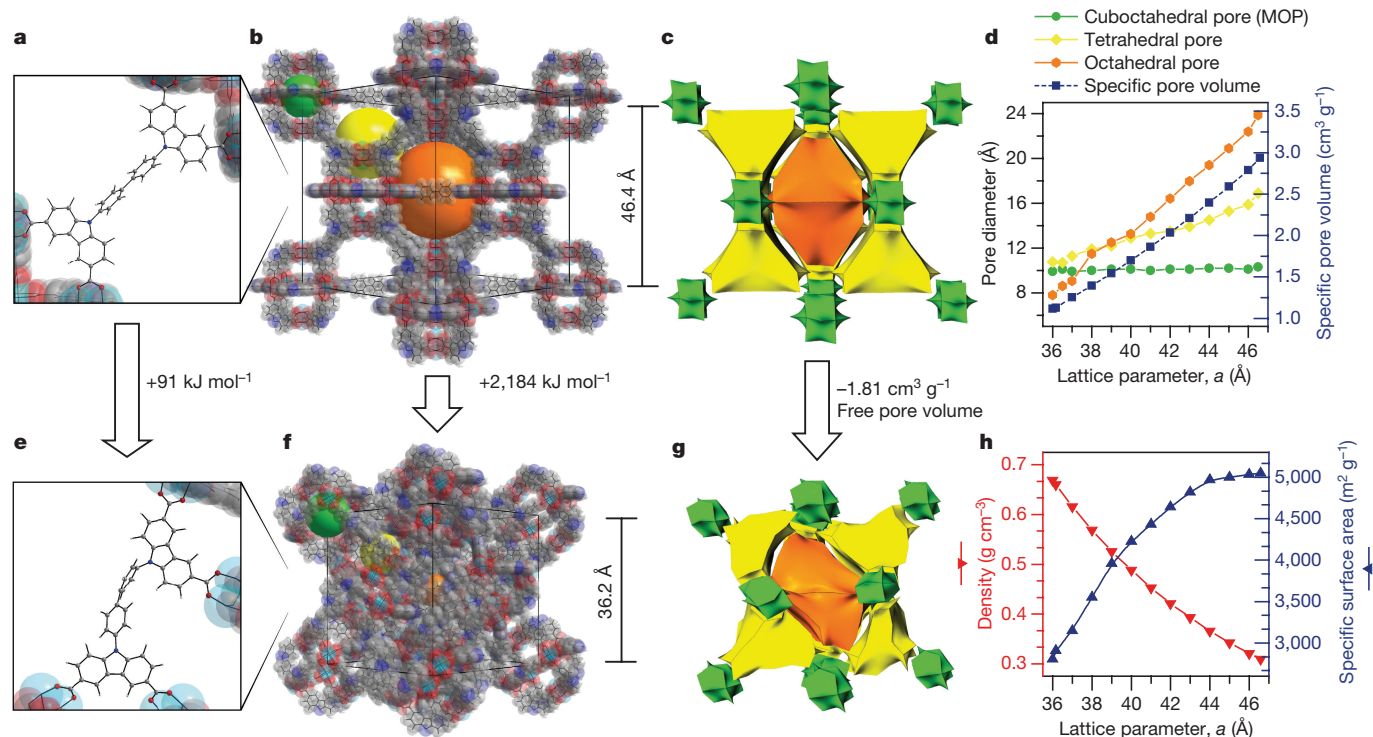 a
b
c
d
Cuboctahedral pore (MOP)
Tetrahedral pore
Octahedral pore
Specific pore volume
46.4 Å
Pore diameter (Å)
24
20
16
12
8
3.5
3.0
2.5
2.0
1.5
1.0
Specific pore volume (cm³ g⁻¹)
36 38 40 42 44 46
Lattice parameter, a (Å)
+91 kJ mol⁻¹
+2,184 kJ mol⁻¹
–1.81 cm³ g⁻¹
Free pore volume
e
f
g
h
36.2 Å
Density (g cm⁻³)
0.7
0.6
0.5
0.4
0.3
5,000
4,500
4,000
3,500
3,000
Specific surface area (m² g⁻¹)
36 38 40 42 44 46
Lattice parameter, a (Å)